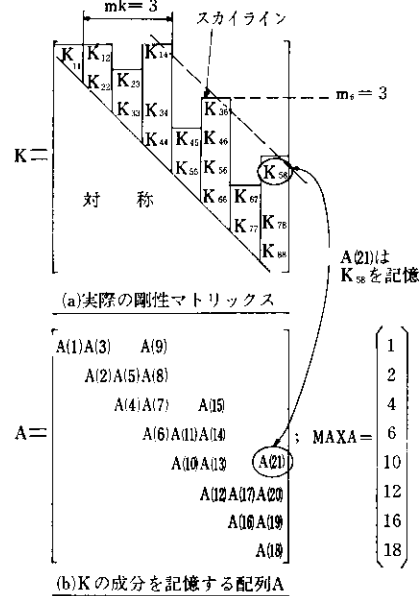 mk＝3
スカイライン
K₁₁ K₁₂ K₁₄
K₂₂ K₂₃
K₃₃ K₃₄ K₃₆ m₆＝3
K₄₄ K₄₅ K₄₆
K＝ K₅₅ K₅₆ K₅₈
対　称 K₆₆ K₆₇
K₇₇ K₇₈
K₈₈
A(21)は
K₅₈を記憶
(a)実際の剛性マトリックス
A(1)A(3) A(9) 1
A(2)A(5)A(8) 2
A(4)A(7) A(15) 4
A(6)A(11)A(14) 6
A＝ A(10)A(13) A(21) ; MAXA＝ 10
A(12)A(17)A(20) 12
A(16)A(19) 16
A(18) 18
(b)Kの成分を記憶する配列A